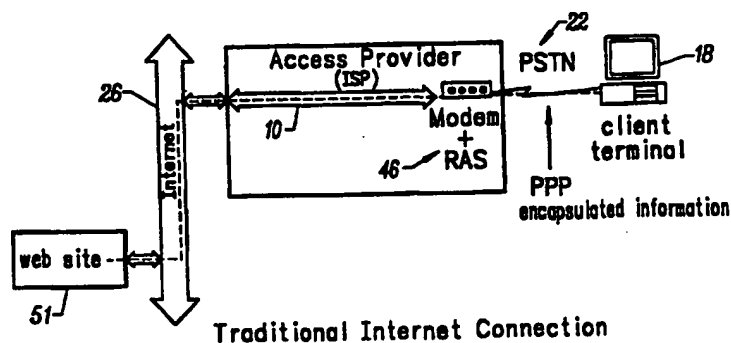 22
Access Provider
(ISP)
PSTN
18
26
10
Modem
+
RAS
46
client
terminal
Internet
PPP
encapsulated information
web site
51
Traditional Internet Connection